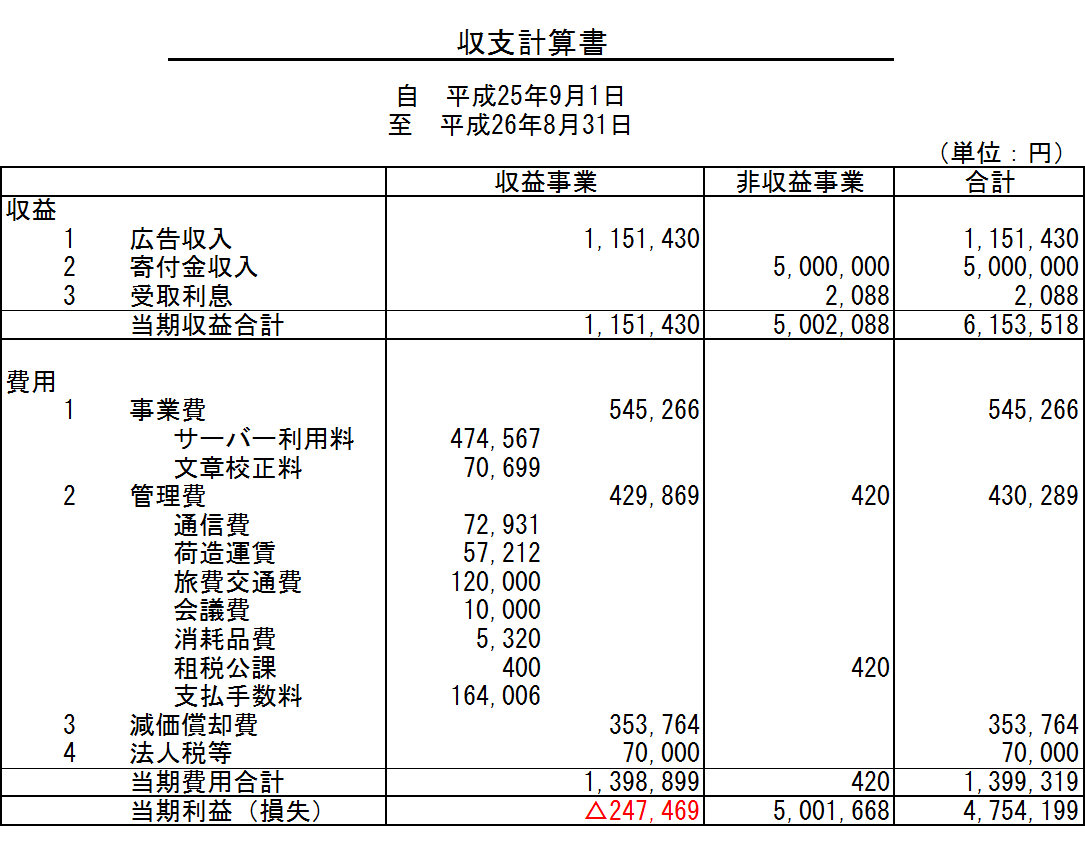 収支計算書
自　平成25年9月1日
至　平成26年8月31日
（単位：円）
収益事業 非収益事業 合計
収益
1 広告収入 1,151,430 1,151,430
2 寄付金収入 5,000,000 5,000,000
3 受取利息 2,088 2,088
当期収益合計 1,151,430 5,002,088 6,153,518
費用
1 事業費 545,266 545,266
サーバー利用料 474,567
文章校正料 70,699
2 管理費 429,869 420 430,289
通信費 72,931
荷造運賃 57,212
旅費交通費 120,000
会議費 10,000
消耗品費 5,320
租税公課 400 420
支払手数料 164,006
3 減価償却費 353,764 353,764
4 法人税等 70,000 70,000
当期費用合計 1,398,899 420 1,399,319
当期利益（損失） △247,469 5,001,668 4,754,199